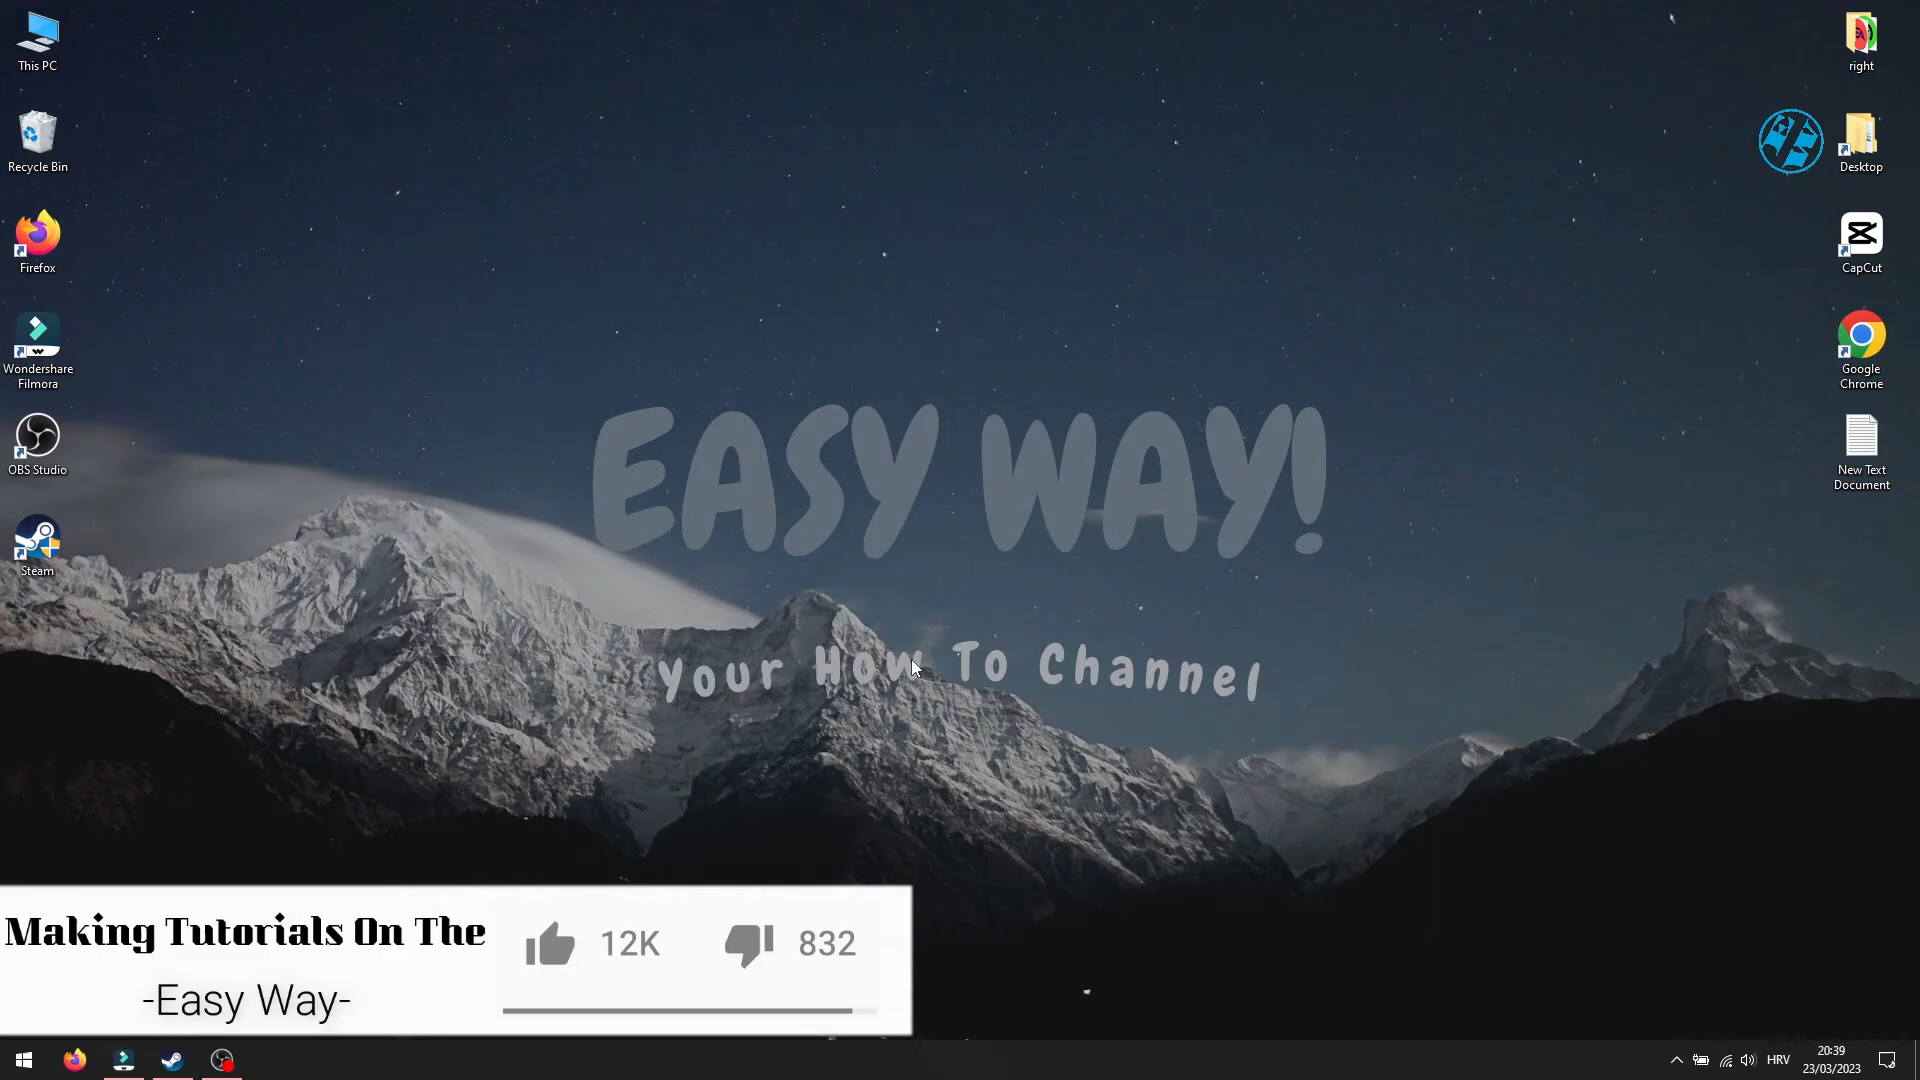 This PC
Recycle Bin
Firefox
Wondershare
Filmora
OBS Studio
Steam
right
Desktop
CapCut
Google
Chrome
New Text
Document
EASY WAY!
Your How To Channel
Making Tutorials On The
-Easy Way-
12K
832
HRV
20:39
23/03/2023